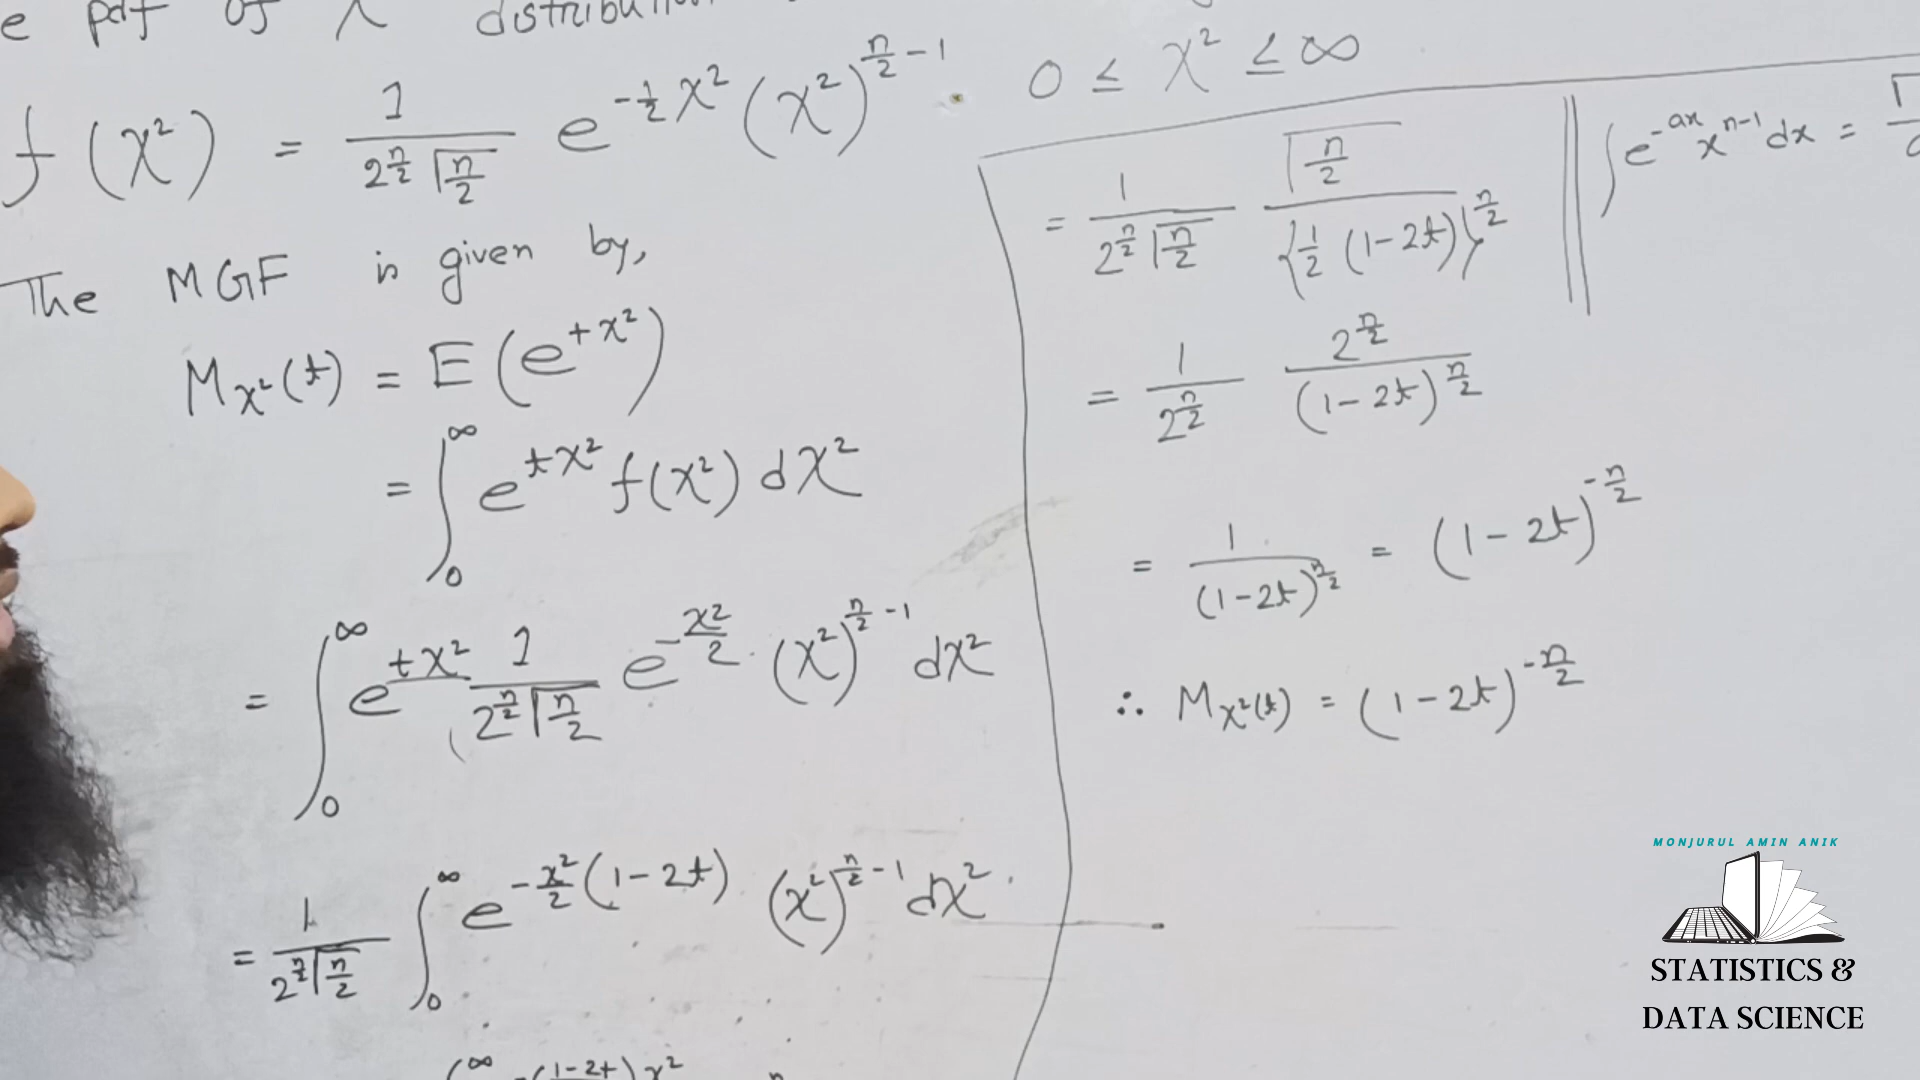 e pdf of χ distribution
f(χ²) = 1 / (2^(n/2) Γ(n/2)) e^(-½χ²) (χ²)^(n/2 - 1) . 0 ≤ χ² ≤ ∞
The MGF is given by,
M_χ²(t) = E(e^(tχ²))
= ∫₀^∞ e^(tχ²) f(χ²) dχ²
= ∫₀^∞ e^(tχ²) 1 / (2^(n/2) Γ(n/2)) e^(-χ²/2) . (χ²)^(n/2 - 1) dχ²
= 1 / (2^(n/2) Γ(n/2)) ∫₀^∞ e^(-χ²/2 (1-2t)) (χ²)^(n/2 - 1) dχ² .
∫^∞ -((1-2t)) χ² n
= 1 / (2^(n/2) Γ(n/2)) Γ(n/2) / {½ (1-2t)}^(n/2)
∫ e^(-ax) x^(n-1) dx = Γ
= 1 / 2^(n/2) 2^(n/2) / (1-2t)^(n/2)
= 1 / (1-2t)^(n/2) = (1-2t)^(-n/2)
∴ M_χ²(t) = (1-2t)^(-n/2)
MONJURUL AMIN ANIK
STATISTICS &
DATA SCIENCE